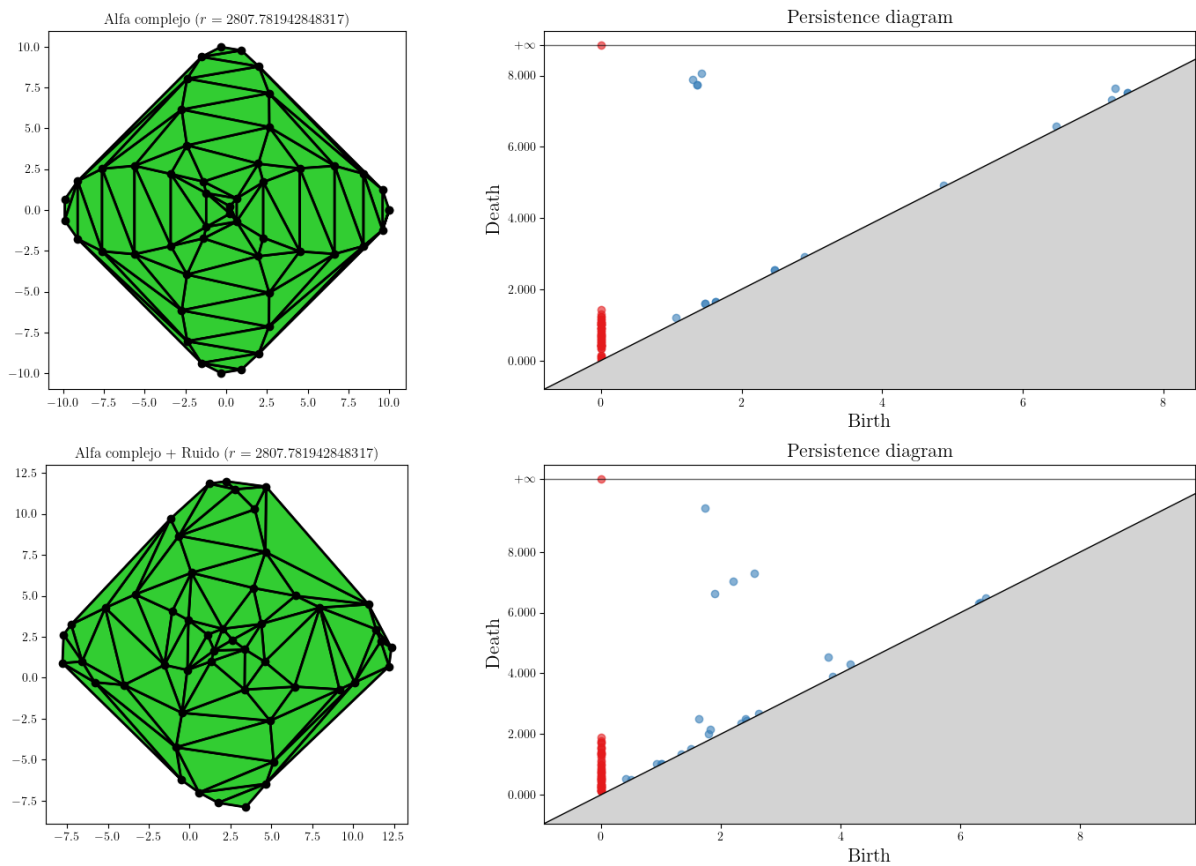 Alfa complejo (r = 2807.781942848317)
10.0
7.5
5.0
2.5
0.0
−2.5
−5.0
−7.5
−10.0
−10.0 −7.5 −5.0 −2.5 0.0 2.5 5.0 7.5 10.0
Persistence diagram
+∞
8.000
6.000
4.000
2.000
0.000
Death
0 2 4 6 8
Birth
Alfa complejo + Ruido (r = 2807.781942848317)
12.5
10.0
7.5
5.0
2.5
0.0
−2.5
−5.0
−7.5
−7.5 −5.0 −2.5 0.0 2.5 5.0 7.5 10.0 12.5
Persistence diagram
+∞
8.000
6.000
4.000
2.000
0.000
Death
0 2 4 6 8
Birth